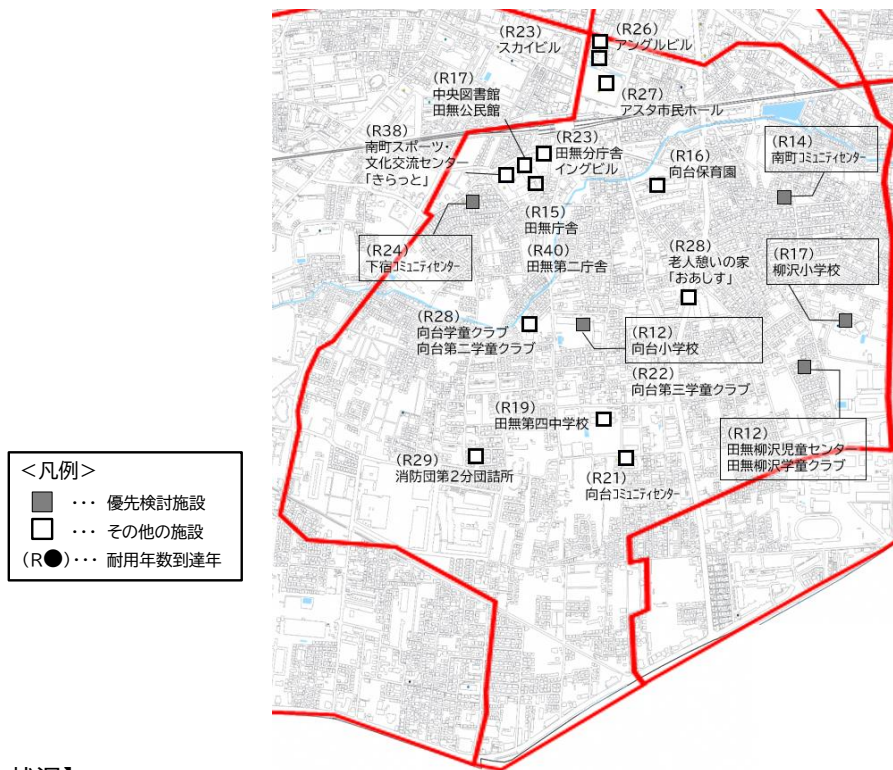 (R23)
スカイビル
(R26)
アングルビル
(R17)
中央図書館
田無公民館
(R27)
アスタ市民ホール
(R38)
南町スポーツ・
文化交流センター
「きらっと」
(R23)
田無分庁舎
イングビル
(R16)
向台保育園
(R14)
南町コミュニティセンター
(R15)
田無庁舎
(R24)
下宿コミュニティセンター
(R40)
田無第二庁舎
(R28)
老人憩いの家
「おあしす」
(R17)
柳沢小学校
(R28)
向台学童クラブ
向台第二学童クラブ
(R12)
向台小学校
(R22)
向台第三学童クラブ
(R19)
田無第四中学校
(R12)
田無柳沢児童センター
田無柳沢学童クラブ
(R29)
消防団第2分団詰所
(R21)
向台コミュニティセンター
<凡例>
･･･ 優先検討施設
･･･ その他の施設
(R●)･･･ 耐用年数到達年